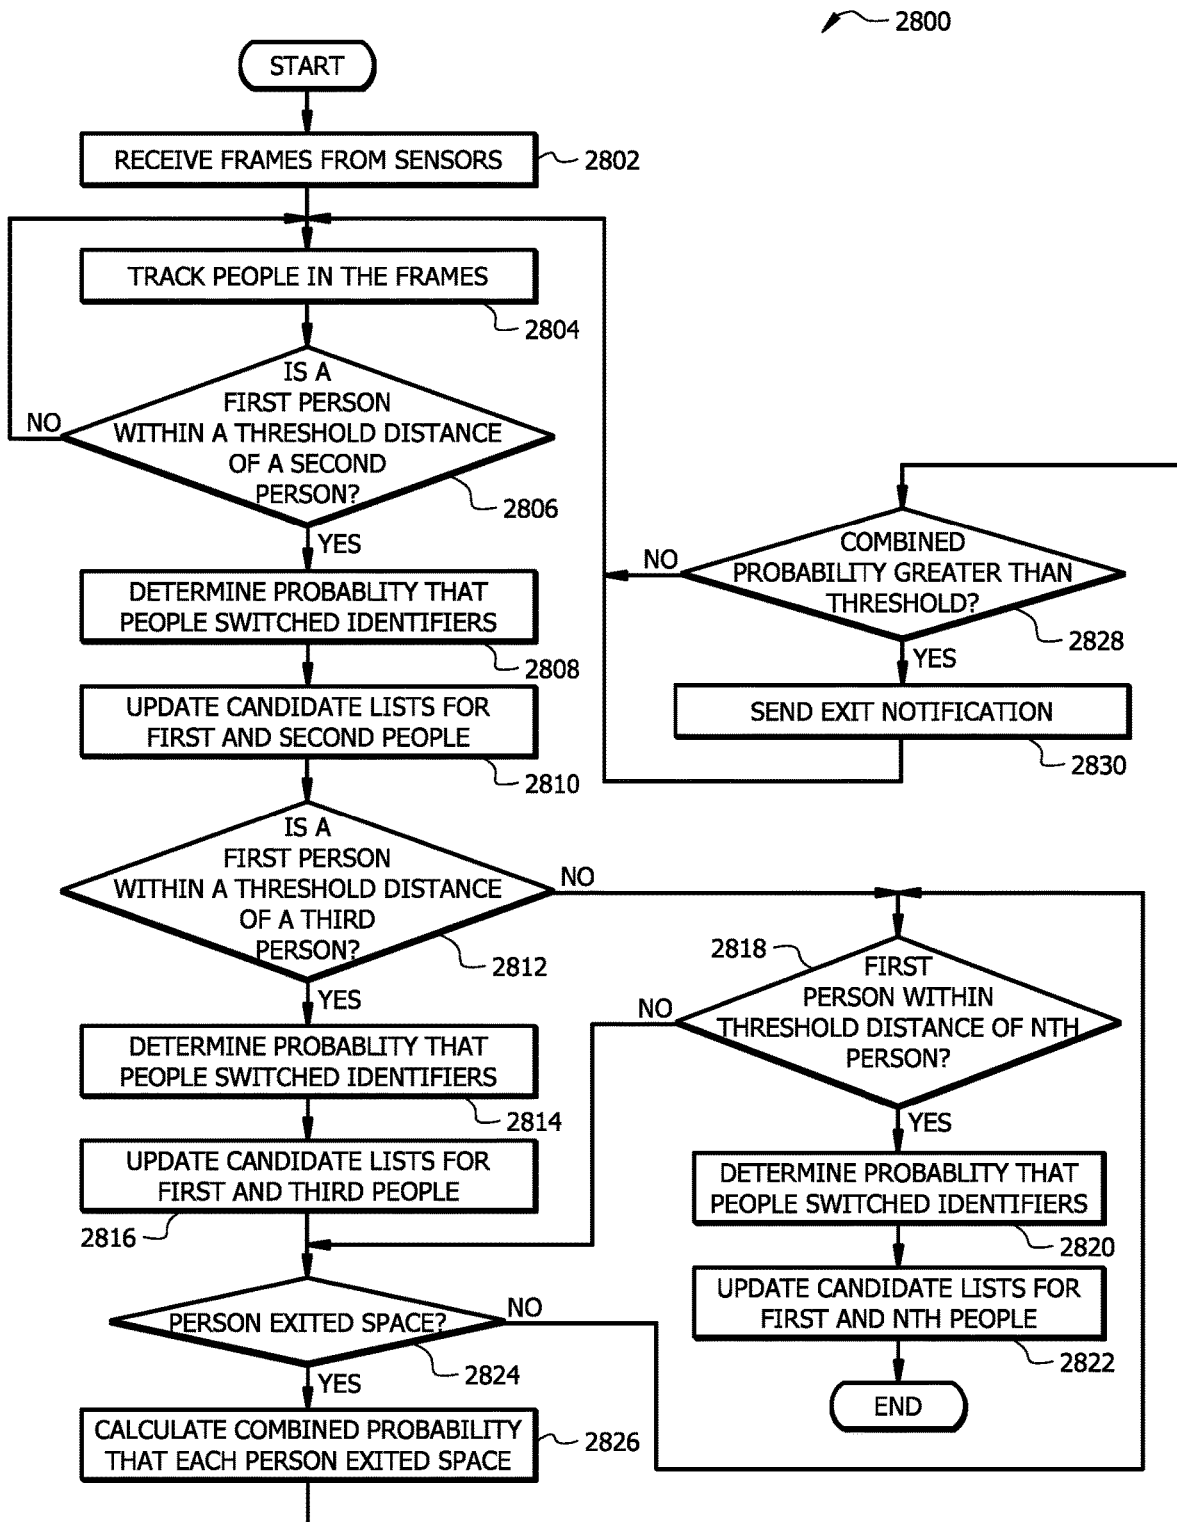 2800
START
RECEIVE FRAMES FROM SENSORS
2802
TRACK PEOPLE IN THE FRAMES
2804
IS A
FIRST PERSON
WITHIN A THRESHOLD DISTANCE
OF A SECOND
PERSON?
NO
2806
YES
DETERMINE PROBABLITY THAT
PEOPLE SWITCHED IDENTIFIERS
2808
UPDATE CANDIDATE LISTS FOR
FIRST AND SECOND PEOPLE
2810
IS A
FIRST PERSON
WITHIN A THRESHOLD DISTANCE
OF A THIRD
PERSON?
NO
2812
YES
DETERMINE PROBABLITY THAT
PEOPLE SWITCHED IDENTIFIERS
2814
UPDATE CANDIDATE LISTS FOR
FIRST AND THIRD PEOPLE
2816
PERSON EXITED SPACE?
NO
2824
YES
CALCULATE COMBINED PROBABILITY
THAT EACH PERSON EXITED SPACE
2826
COMBINED
PROBABILITY GREATER THAN
THRESHOLD?
NO
2828
YES
SEND EXIT NOTIFICATION
2830
2818
FIRST
PERSON WITHIN
THRESHOLD DISTANCE OF NTH
PERSON?
NO
YES
DETERMINE PROBABLITY THAT
PEOPLE SWITCHED IDENTIFIERS
2820
UPDATE CANDIDATE LISTS FOR
FIRST AND NTH PEOPLE
2822
END